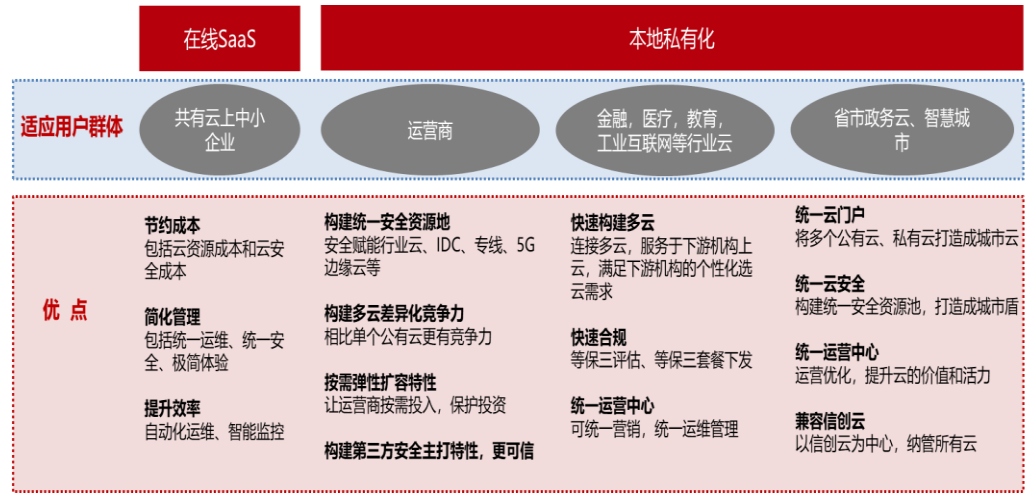 在线SaaS
本地私有化
适应用户群体
共有云上中小
企业
运营商
金融，医疗，教育，
工业互联网等行业云
省市政务云、智慧城
市
优 点
节约成本
包括云资源成本和云安
全成本
简化管理
包括统一运维、统一安
全、极简体验
提升效率
自动化运维、智能监控
构建统一安全资源地
安全赋能行业云、IDC、专线、5G
边缘云等
构建多云差异化竞争力
相比单个公有云更有竞争力
按需弹性扩容特性
让运营商按需投入，保护投资
构建第三方安全主打特性，更可信
快速构建多云
连接多云，服务于下游机构上
云，满足下游机构的个性化选
云需求
快速合规
等保三评估、等保三套餐下发
统一运营中心
可统一营销，统一运维管理
统一云门户
将多个公有云、私有云打造成城市云
统一云安全
构建统一安全资源池，打造成城市盾
统一运营中心
运营优化，提升云的价值和活力
兼容信创云
以信创云为中心，纳管所有云